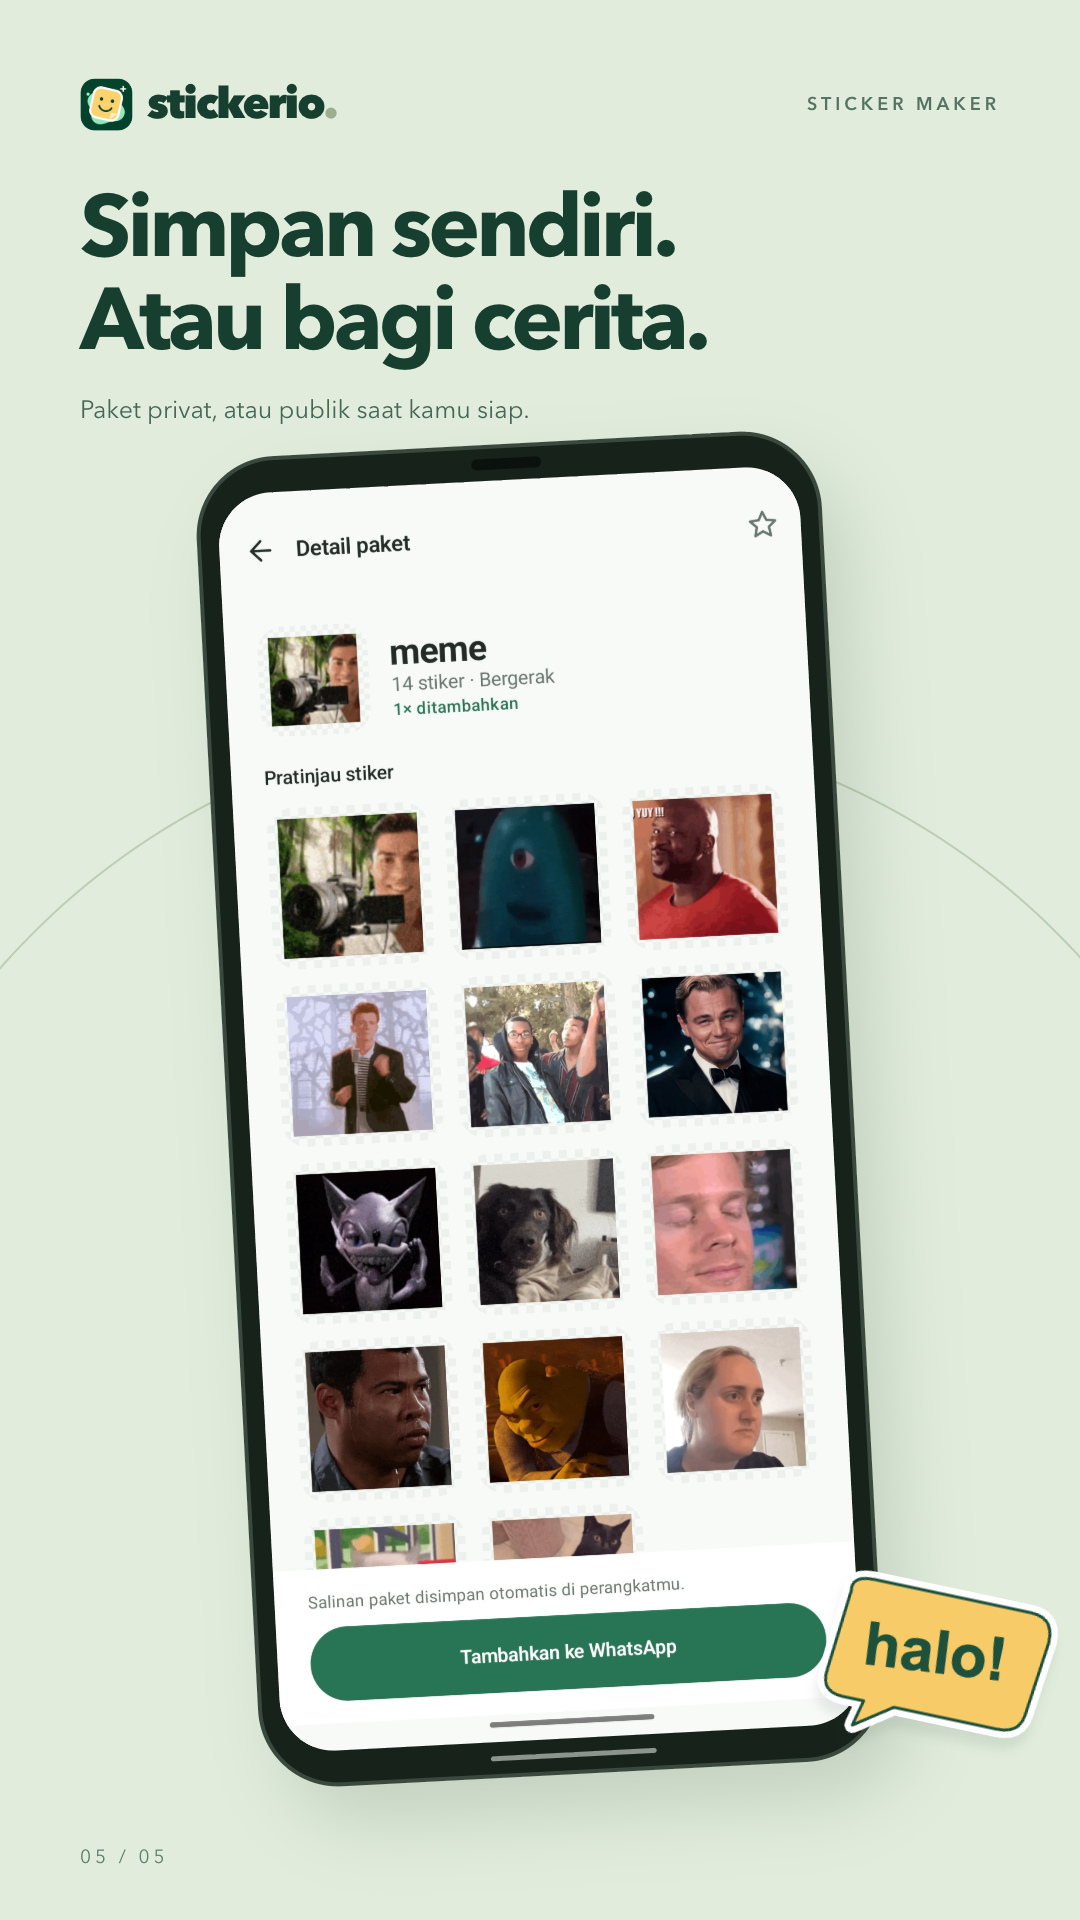 stickerio.
STICKER MAKER
Simpan sendiri.
Atau bagi cerita.
Paket privat, atau publik saat kamu siap.
Detail paket
meme
14 stiker · Bergerak
1× ditambahkan
Pratinjau stiker
YUY !!!
Salinan paket disimpan otomatis di perangkatmu.
Tambahkan ke WhatsApp
halo!
05 / 05